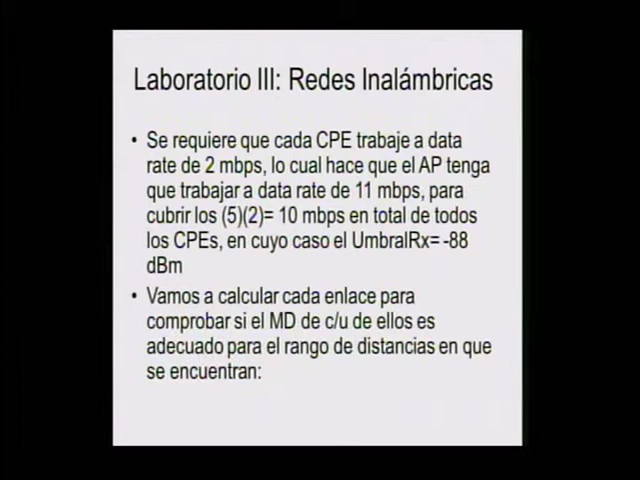 Laboratorio III: Redes Inalámbricas
• Se requiere que cada CPE trabaje a data
rate de 2 mbps, lo cual hace que el AP tenga
que trabajar a data rate de 11 mbps, para
cubrir los (5)(2)= 10 mbps en total de todos
los CPEs, en cuyo caso el UmbralRx= -88
dBm
• Vamos a calcular cada enlace para
comprobar si el MD de c/u de ellos es
adecuado para el rango de distancias en que
se encuentran: